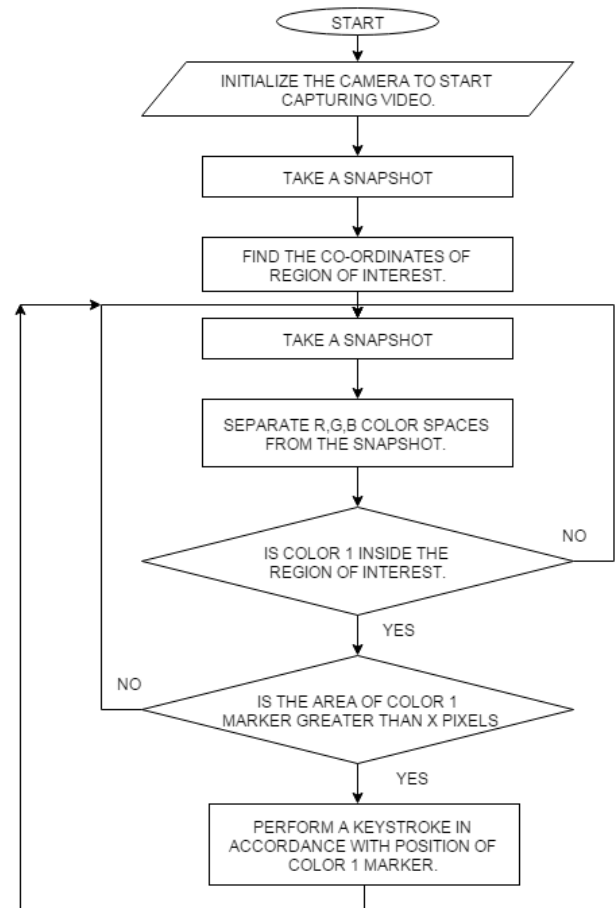 START
INITIALIZE THE CAMERA TO START
CAPTURING VIDEO.
TAKE A SNAPSHOT
FIND THE CO-ORDINATES OF
REGION OF INTEREST.
TAKE A SNAPSHOT
SEPARATE R,G,B COLOR SPACES
FROM THE SNAPSHOT.
NO
IS COLOR 1 INSIDE THE
REGION OF INTEREST.
YES
NO
IS THE AREA OF COLOR 1
MARKER GREATER THAN X PIXELS
YES
PERFORM A KEYSTROKE IN
ACCORDANCE WITH POSITION OF
COLOR 1 MARKER.